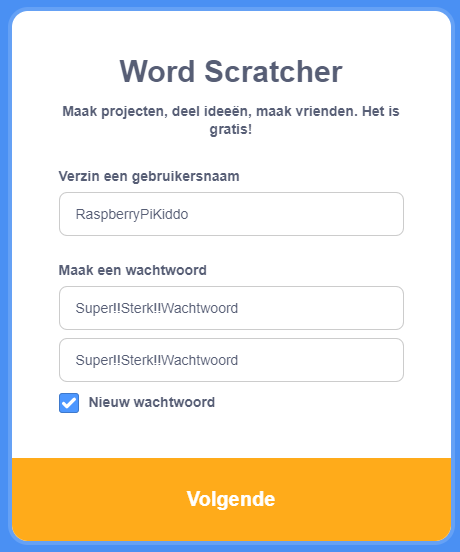 Word Scratcher
Maak projecten, deel ideeën, maak vrienden. Het is
gratis!
Verzin een gebruikersnaam
RaspberryPiKiddo
Maak een wachtwoord
Super!!Sterk!!Wachtwoord
Super!!Sterk!!Wachtwoord
Nieuw wachtwoord
Volgende